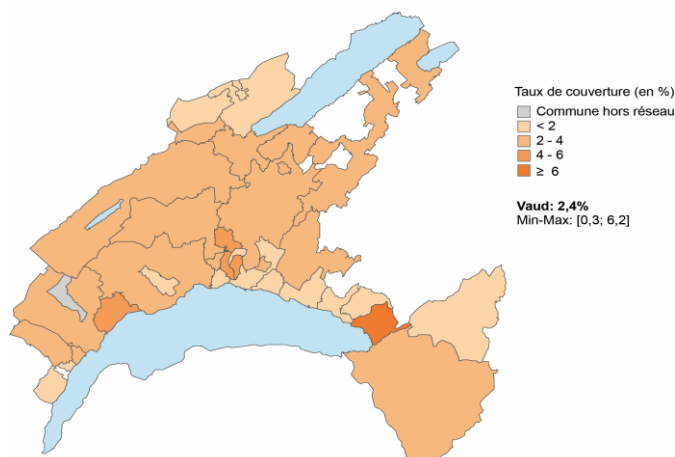 Taux de couverture (en %)
Commune hors réseau
< 2
2 - 4
4 - 6
≥ 6
Vaud: 2,4%
Min-Max: [0,3; 6,2]